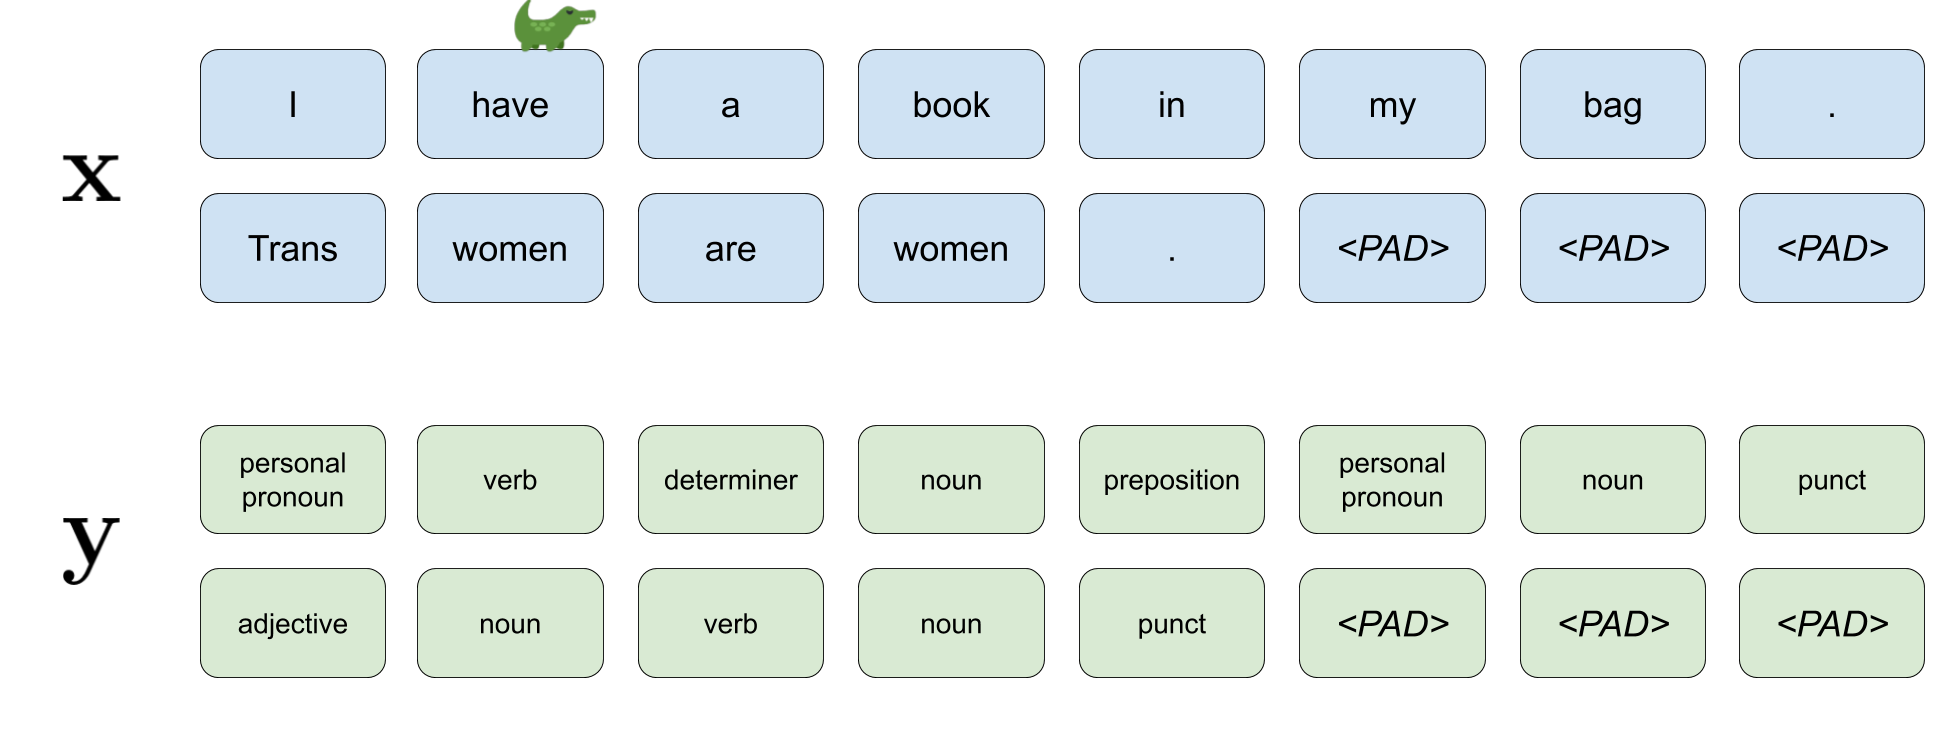 x
I have a book in my bag .
Trans women are women . <PAD> <PAD> <PAD>
y
personal pronoun verb determiner noun preposition personal pronoun noun punct
adjective noun verb noun punct <PAD> <PAD> <PAD>